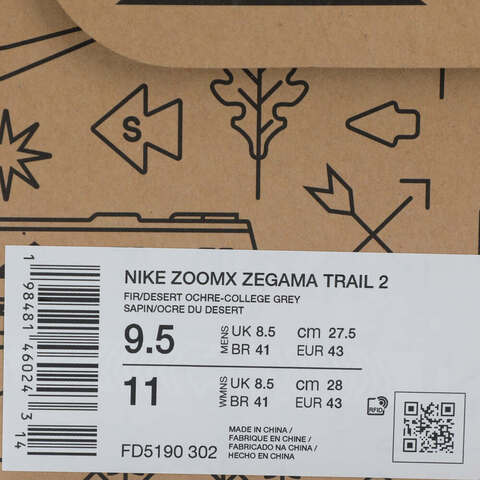 S
NIKE ZOOMX ZEGAMA TRAIL 2
FIR/DESERT OCHRE-COLLEGE GREY
SAPIN/OCRE DU DESERT
9.5 MENS UK 8.5 cm 27.5
BR 41 EUR 43
11 WMNS UK 8.5 cm 28
BR 41 EUR 43
RFID
FD5190 302
MADE IN CHINA /
FABRIQUE EN CHINE /
FABRICADO NA CHINA /
HECHO EN CHINA
1 98481 46024 3 14